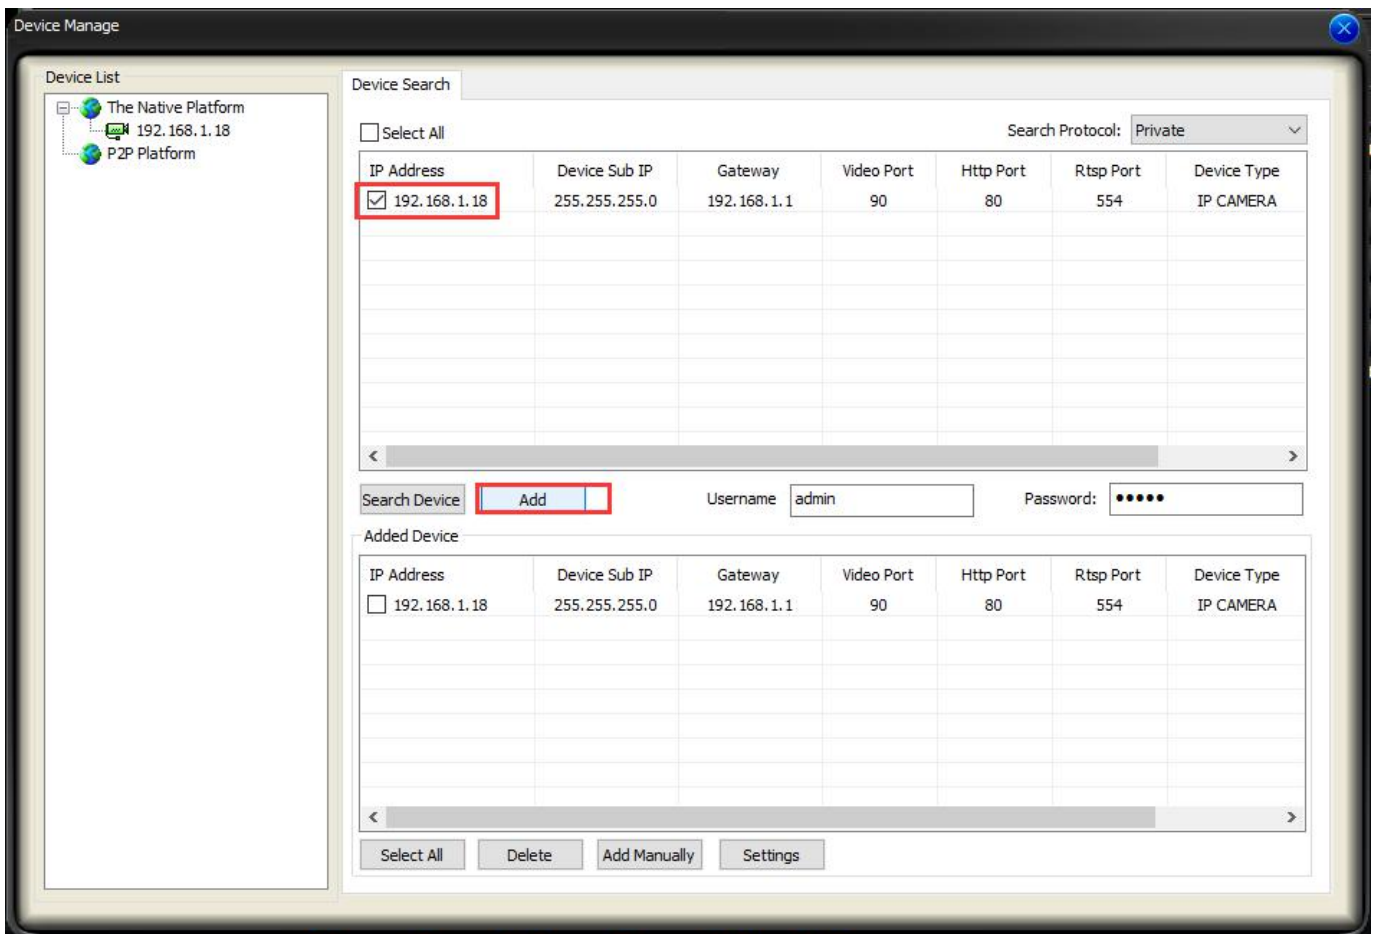 Device Manage
Device List
The Native Platform
192.168.1.18
P2P Platform
Device Search
Select All
Search Protocol: Private
IP Address Device Sub IP Gateway Video Port Http Port Rtsp Port Device Type
192.168.1.18 255.255.255.0 192.168.1.1 90 80 554 IP CAMERA
Search Device Add Username admin Password: •••••
Added Device
IP Address Device Sub IP Gateway Video Port Http Port Rtsp Port Device Type
192.168.1.18 255.255.255.0 192.168.1.1 90 80 554 IP CAMERA
Select All Delete Add Manually Settings